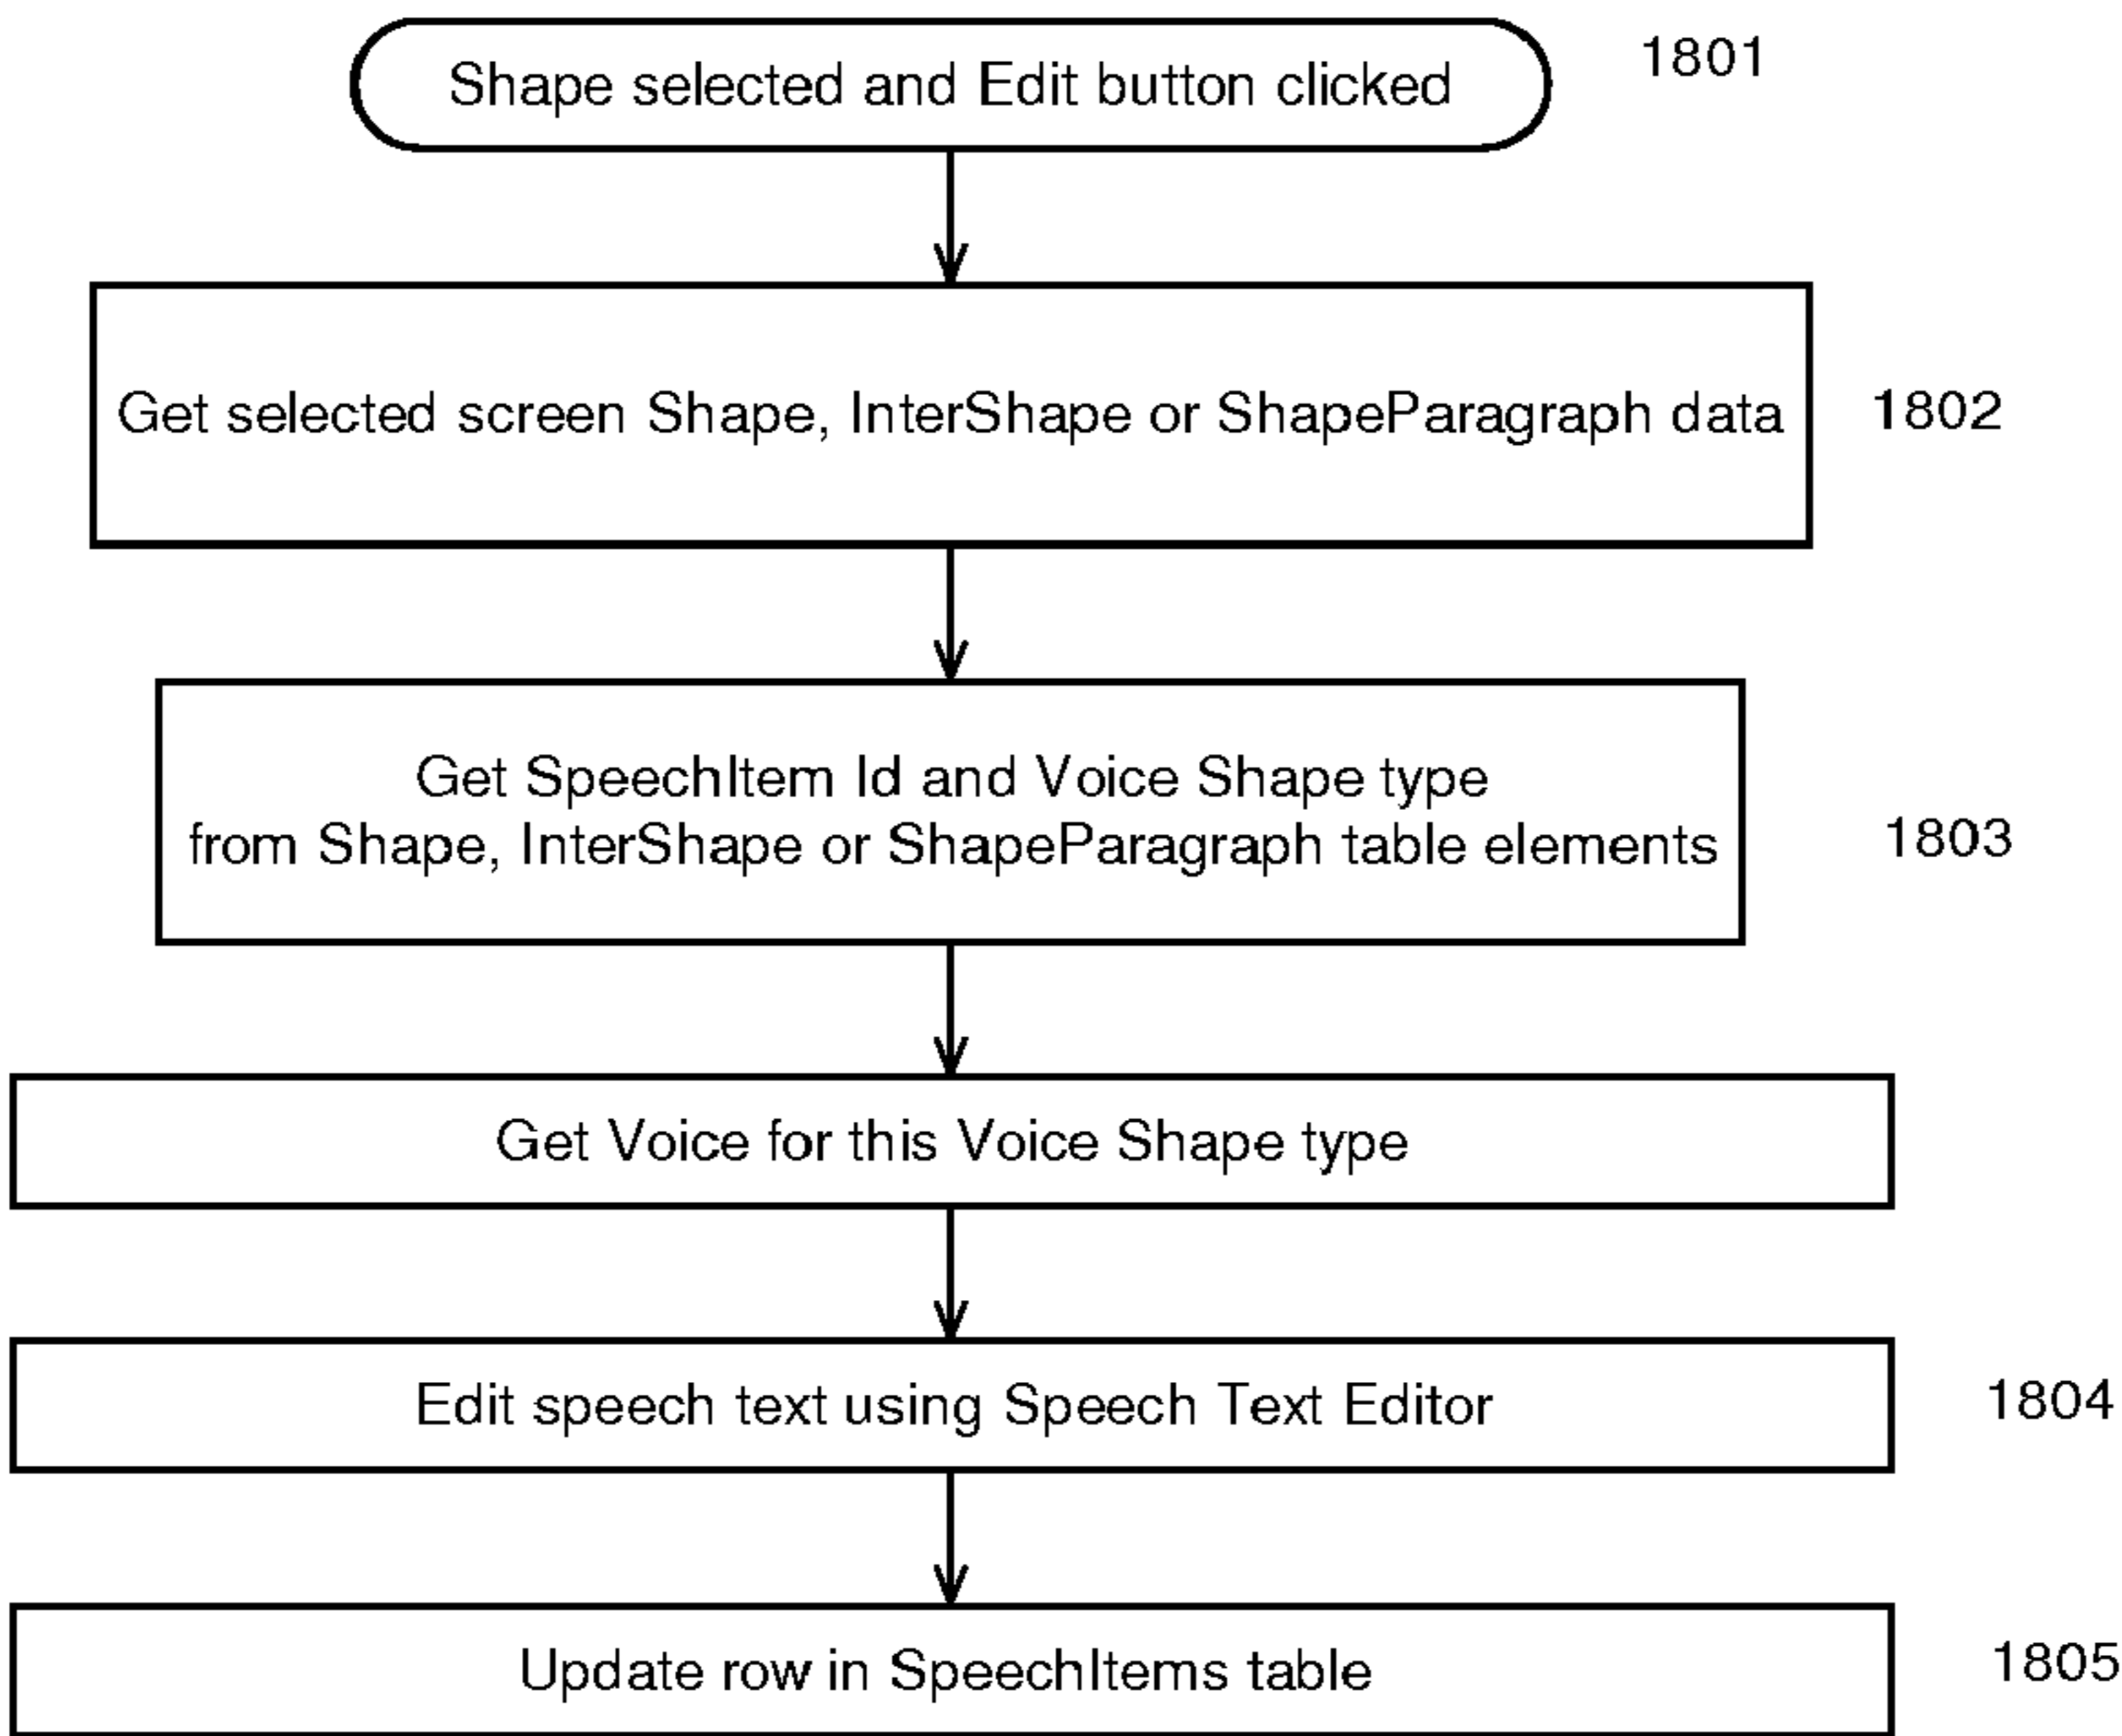 Shape selected and Edit button clicked
1801
Get selected screen Shape, InterShape or ShapeParagraph data
1802
Get SpeechItem Id and Voice Shape type
from Shape, InterShape or ShapeParagraph table elements
1803
Get Voice for this Voice Shape type
Edit speech text using Speech Text Editor
1804
Update row in SpeechItems table
1805